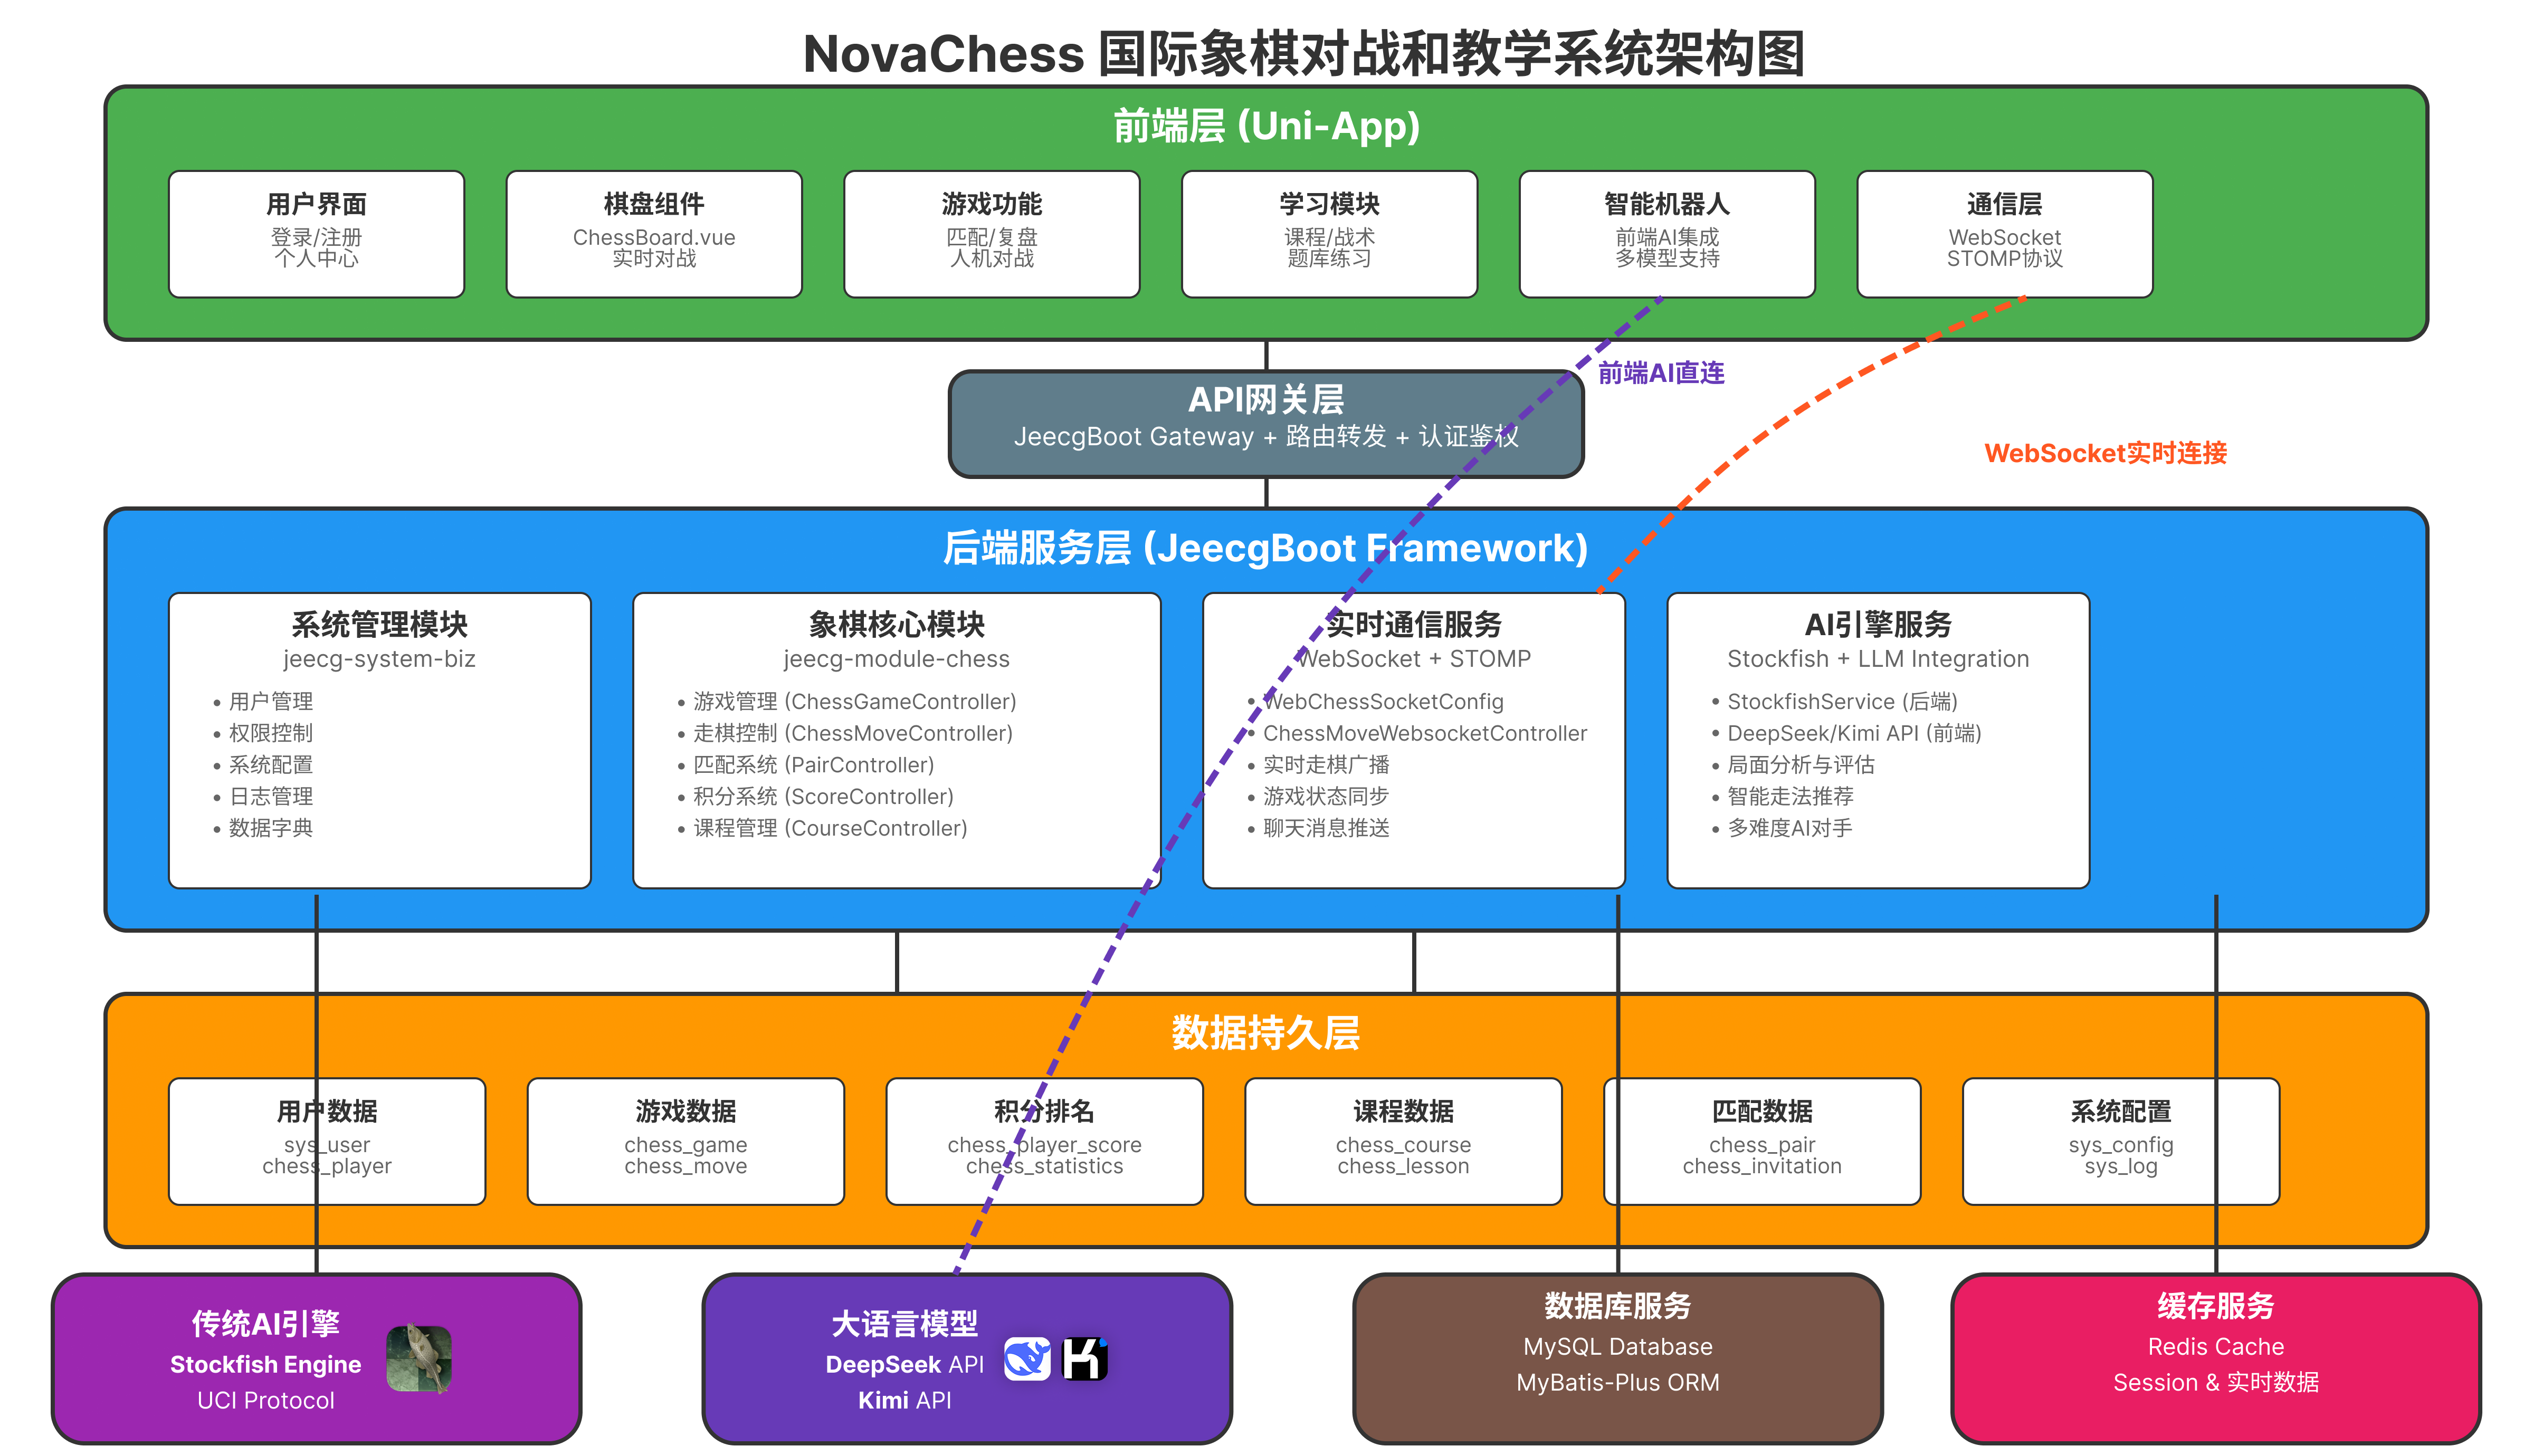 NovaChess 国际象棋对战和教学系统架构图
前端层 (Uni-App)
用户界面
登录/注册
个人中心
棋盘组件
ChessBoard.vue
实时对战
游戏功能
匹配/复盘
人机对战
学习模块
课程/战术
题库练习
智能机器人
前端AI集成
多模型支持
通信层
WebSocket
STOMP协议
前端AI直连
API网关层
JeecgBoot Gateway + 路由转发 + 认证鉴权
WebSocket实时连接
后端服务层 (JeecgBoot Framework)
系统管理模块
jeecg-system-biz
• 用户管理
• 权限控制
• 系统配置
• 日志管理
• 数据字典
象棋核心模块
jeecg-module-chess
• 游戏管理 (ChessGameController)
• 走棋控制 (ChessMoveController)
• 匹配系统 (PairController)
• 积分系统 (ScoreController)
• 课程管理 (CourseController)
实时通信服务
WebSocket + STOMP
• WebChessSocketConfig
• ChessMoveWebsocketController
• 实时走棋广播
• 游戏状态同步
• 聊天消息推送
AI引擎服务
Stockfish + LLM Integration
• StockfishService (后端)
• DeepSeek/Kimi API (前端)
• 局面分析与评估
• 智能走法推荐
• 多难度AI对手
数据持久层
用户数据
sys_user
chess_player
游戏数据
chess_game
chess_move
积分排名
chess_player_score
chess_statistics
课程数据
chess_course
chess_lesson
匹配数据
chess_pair
chess_invitation
系统配置
sys_config
sys_log
传统AI引擎
Stockfish Engine
UCI Protocol
大语言模型
DeepSeek API
Kimi API
数据库服务
MySQL Database
MyBatis-Plus ORM
缓存服务
Redis Cache
Session & 实时数据